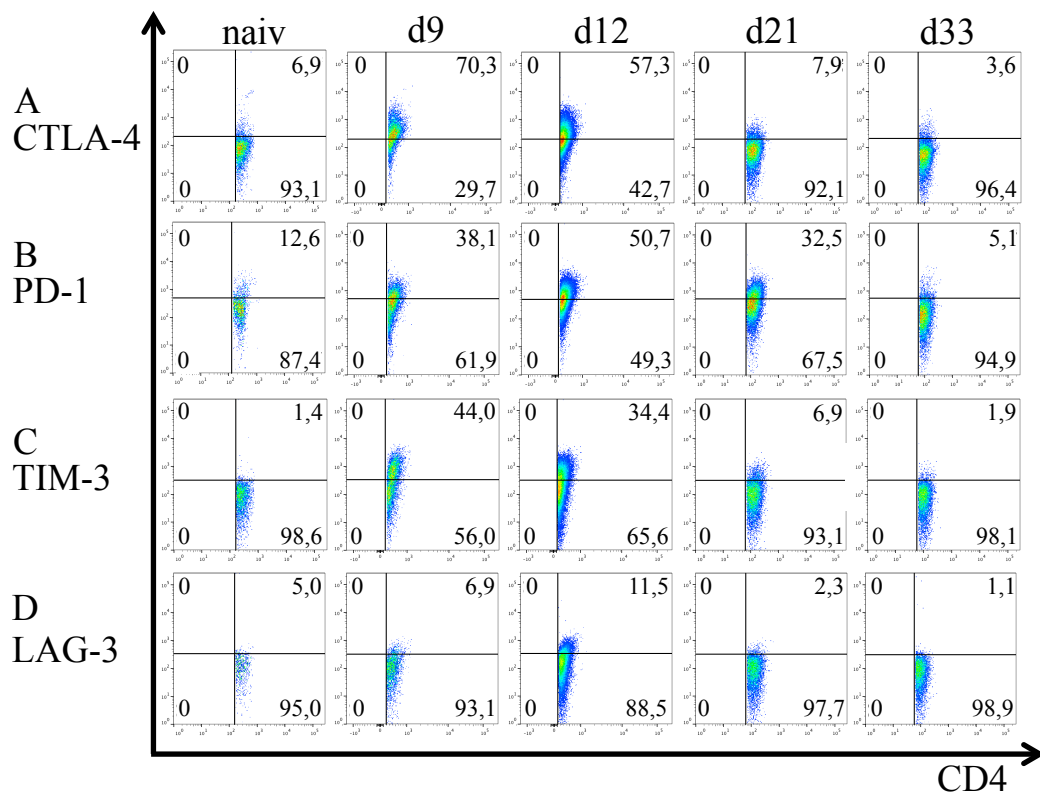 naiv d9 d12 d21 d33
A
CTLA-4
0 6,9 0 70,3 0 57,3 0 7,9 0 3,6
0 93,1 0 29,7 0 42,7 0 92,1 0 96,4
B
PD-1
0 12,6 0 38,1 0 50,7 0 32,5 0 5,1
0 87,4 0 61,9 0 49,3 0 67,5 0 94,9
C
TIM-3
0 1,4 0 44,0 0 34,4 0 6,9 0 1,9
0 98,6 0 56,0 0 65,6 0 93,1 0 98,1
D
LAG-3
0 5,0 0 6,9 0 11,5 0 2,3 0 1,1
0 95,0 0 93,1 0 88,5 0 97,7 0 98,9
CD4